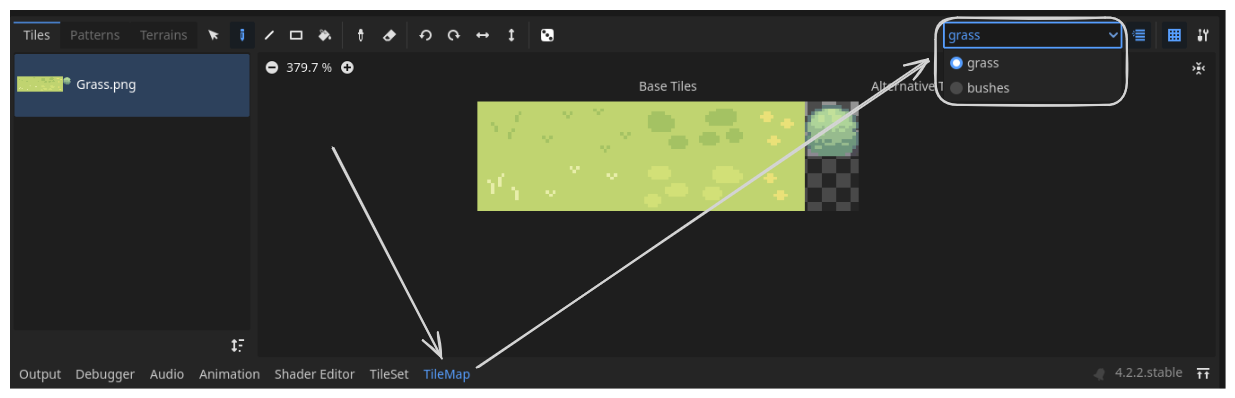 Tiles Patterns Terrains grass
Grass.png
379.7 %
grass
Base Tiles Alternative T
bushes
Output Debugger Audio Animation Shader Editor TileSet TileMap 4.2.2.stable